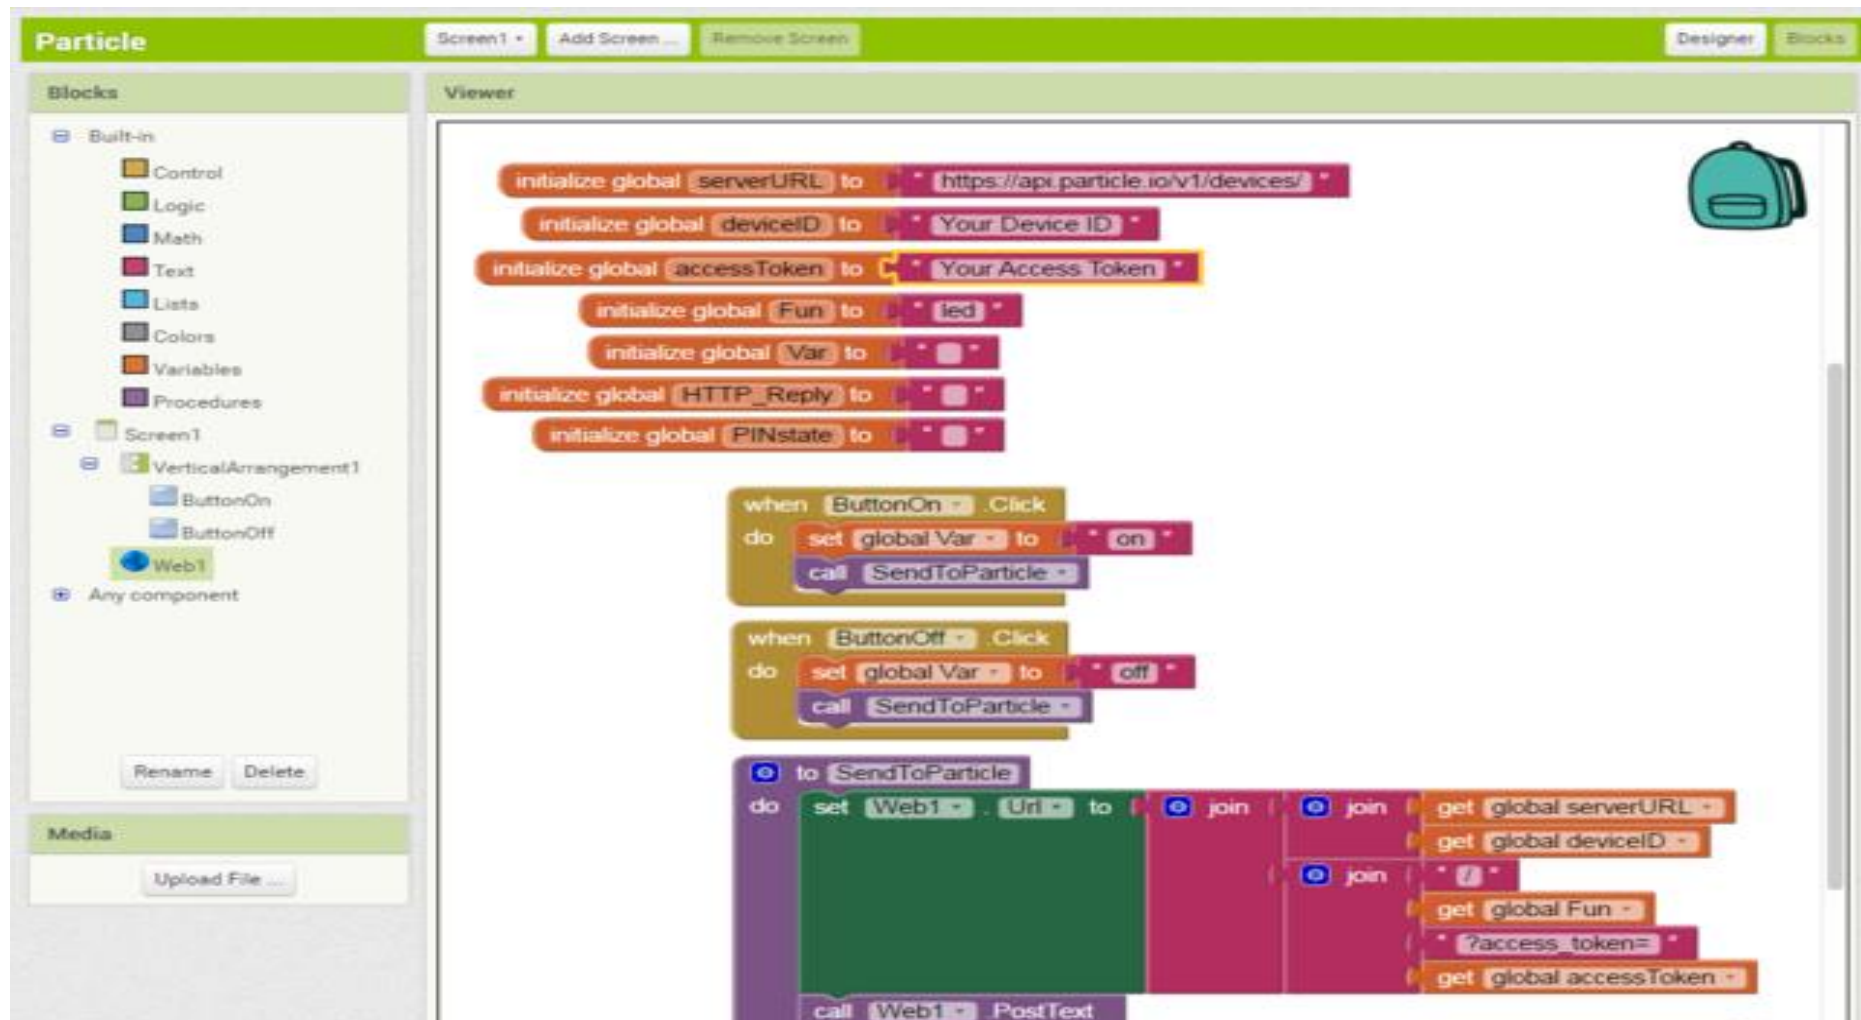 Particle
Screen1 Add Screen ... Remove Screen
Designer Blocks
Blocks
Built-in
Control
Logic
Math
Text
Lists
Colors
Variables
Procedures
Screen1
VerticalArrangement1
ButtonOn
ButtonOff
Web1
Any component
Rename Delete
Media
Upload File ...
Viewer
initialize global serverURL to " https://api.particle.io/v1/devices/ "
initialize global deviceID to " Your Device ID "
initialize global accessToken to " Your Access Token "
initialize global Fun to " led "
initialize global Var to " "
initialize global HTTP_Reply to " "
initialize global PINstate to " "
when ButtonOn .Click
do set global Var to " on "
call SendToParticle
when ButtonOff .Click
do set global Var to " off "
call SendToParticle
to SendToParticle
do set Web1 . Url to join join get global serverURL
get global deviceID
join " / "
get global Fun
" ?access_token= "
get global accessToken
call Web1 .PostText